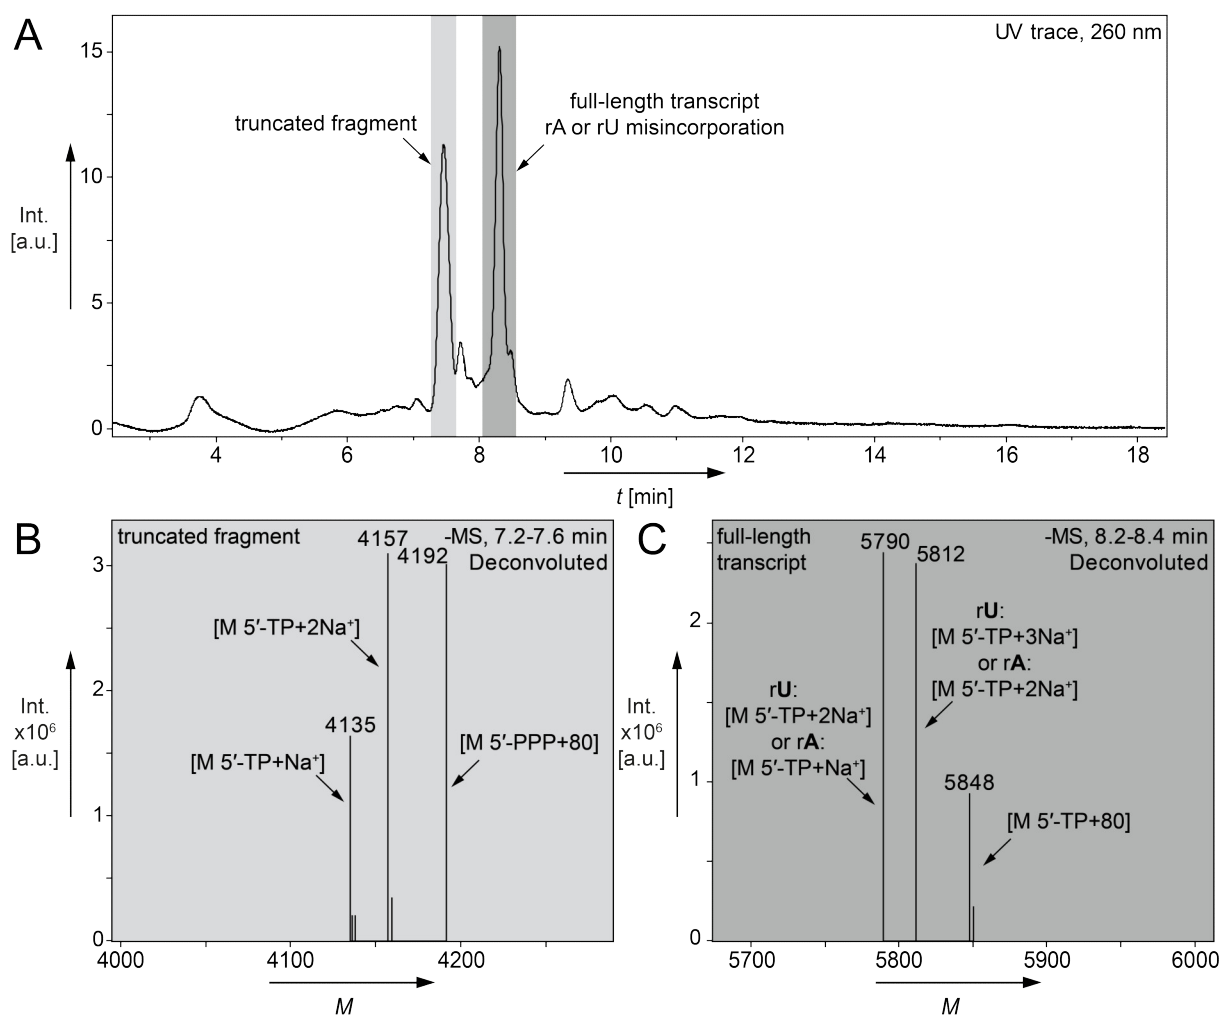 A
UV trace, 260 nm
truncated fragment
full-length transcript
rA or rU misincorporation
Int.
[a.u.]
15
10
5
0
4 6 8 10 12 14 16 18
t [min]
B
truncated fragment
-MS, 7.2-7.6 min
Deconvoluted
4157
4192
[M 5′-TP+2Na⁺]
4135
[M 5′-TP+Na⁺]
[M 5′-PPP+80]
Int.
x10⁶
[a.u.]
3
2
1
0
4000 4100 4200
M
C
full-length
transcript
-MS, 8.2-8.4 min
Deconvoluted
5790
5812
rU:
[M 5′-TP+3Na⁺]
or rA:
[M 5′-TP+2Na⁺]
rU:
[M 5′-TP+2Na⁺]
or rA:
[M 5′-TP+Na⁺]
5848
[M 5′-TP+80]
Int.
x10⁶
[a.u.]
2
1
0
5700 5800 5900 6000
M